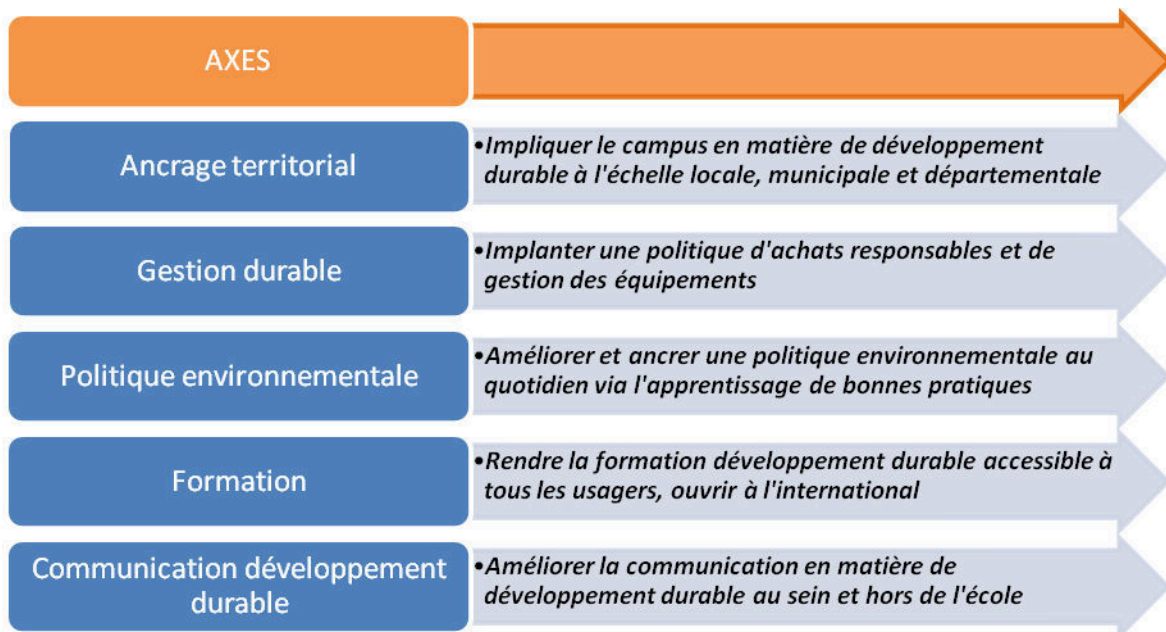 AXES
Ancrage territorial
•Impliquer le campus en matière de développement
durable à l'échelle locale, municipale et départementale
Gestion durable
•Implanter une politique d'achats responsables et de
gestion des équipements
Politique environnementale
•Améliorer et ancrer une politique environnementale au
quotidien via l'apprentissage de bonnes pratiques
Formation
•Rendre la formation développement durable accessible à
tous les usagers, ouvrir à l'international
Communication développement
durable
•Améliorer la communication en matière de
développement durable au sein et hors de l'école